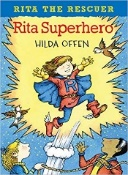 RITA THE RESCUER
Rita Superhero
HILDA OFFEN